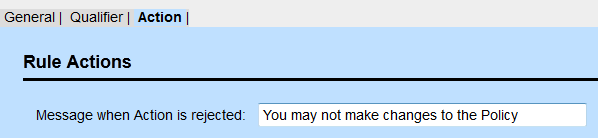 General | Qualifier | Action |
Rule Actions
Message when Action is rejected: You may not make changes to the Policy